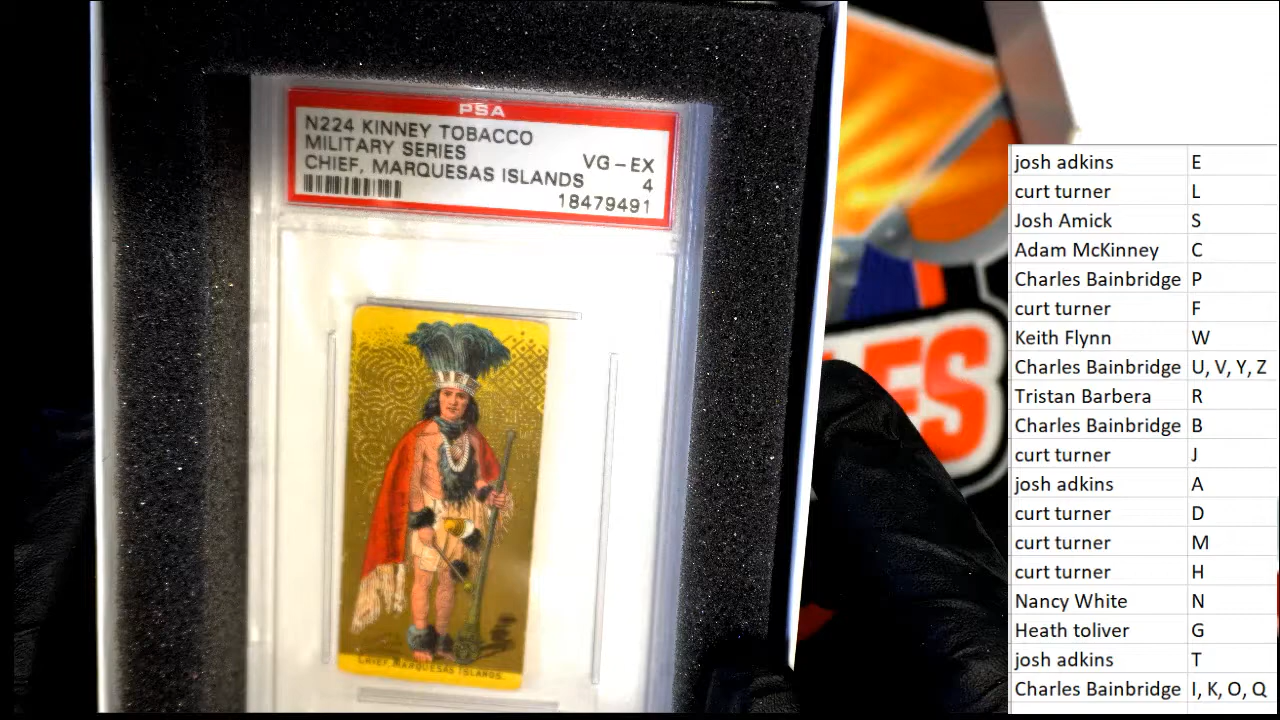 PSA
N224 KINNEY TOBACCO
MILITARY SERIES VG-EX
CHIEF, MARQUESAS ISLANDS 4
18479491
CHIEF, MARQUESAS ISLANDS.
ES
josh adkins E
curt turner L
Josh Amick S
Adam McKinney C
Charles Bainbridge P
curt turner F
Keith Flynn W
Charles Bainbridge U, V, Y, Z
Tristan Barbera R
Charles Bainbridge B
curt turner J
josh adkins A
curt turner D
curt turner M
curt turner H
Nancy White N
Heath toliver G
josh adkins T
Charles Bainbridge I, K, O, Q